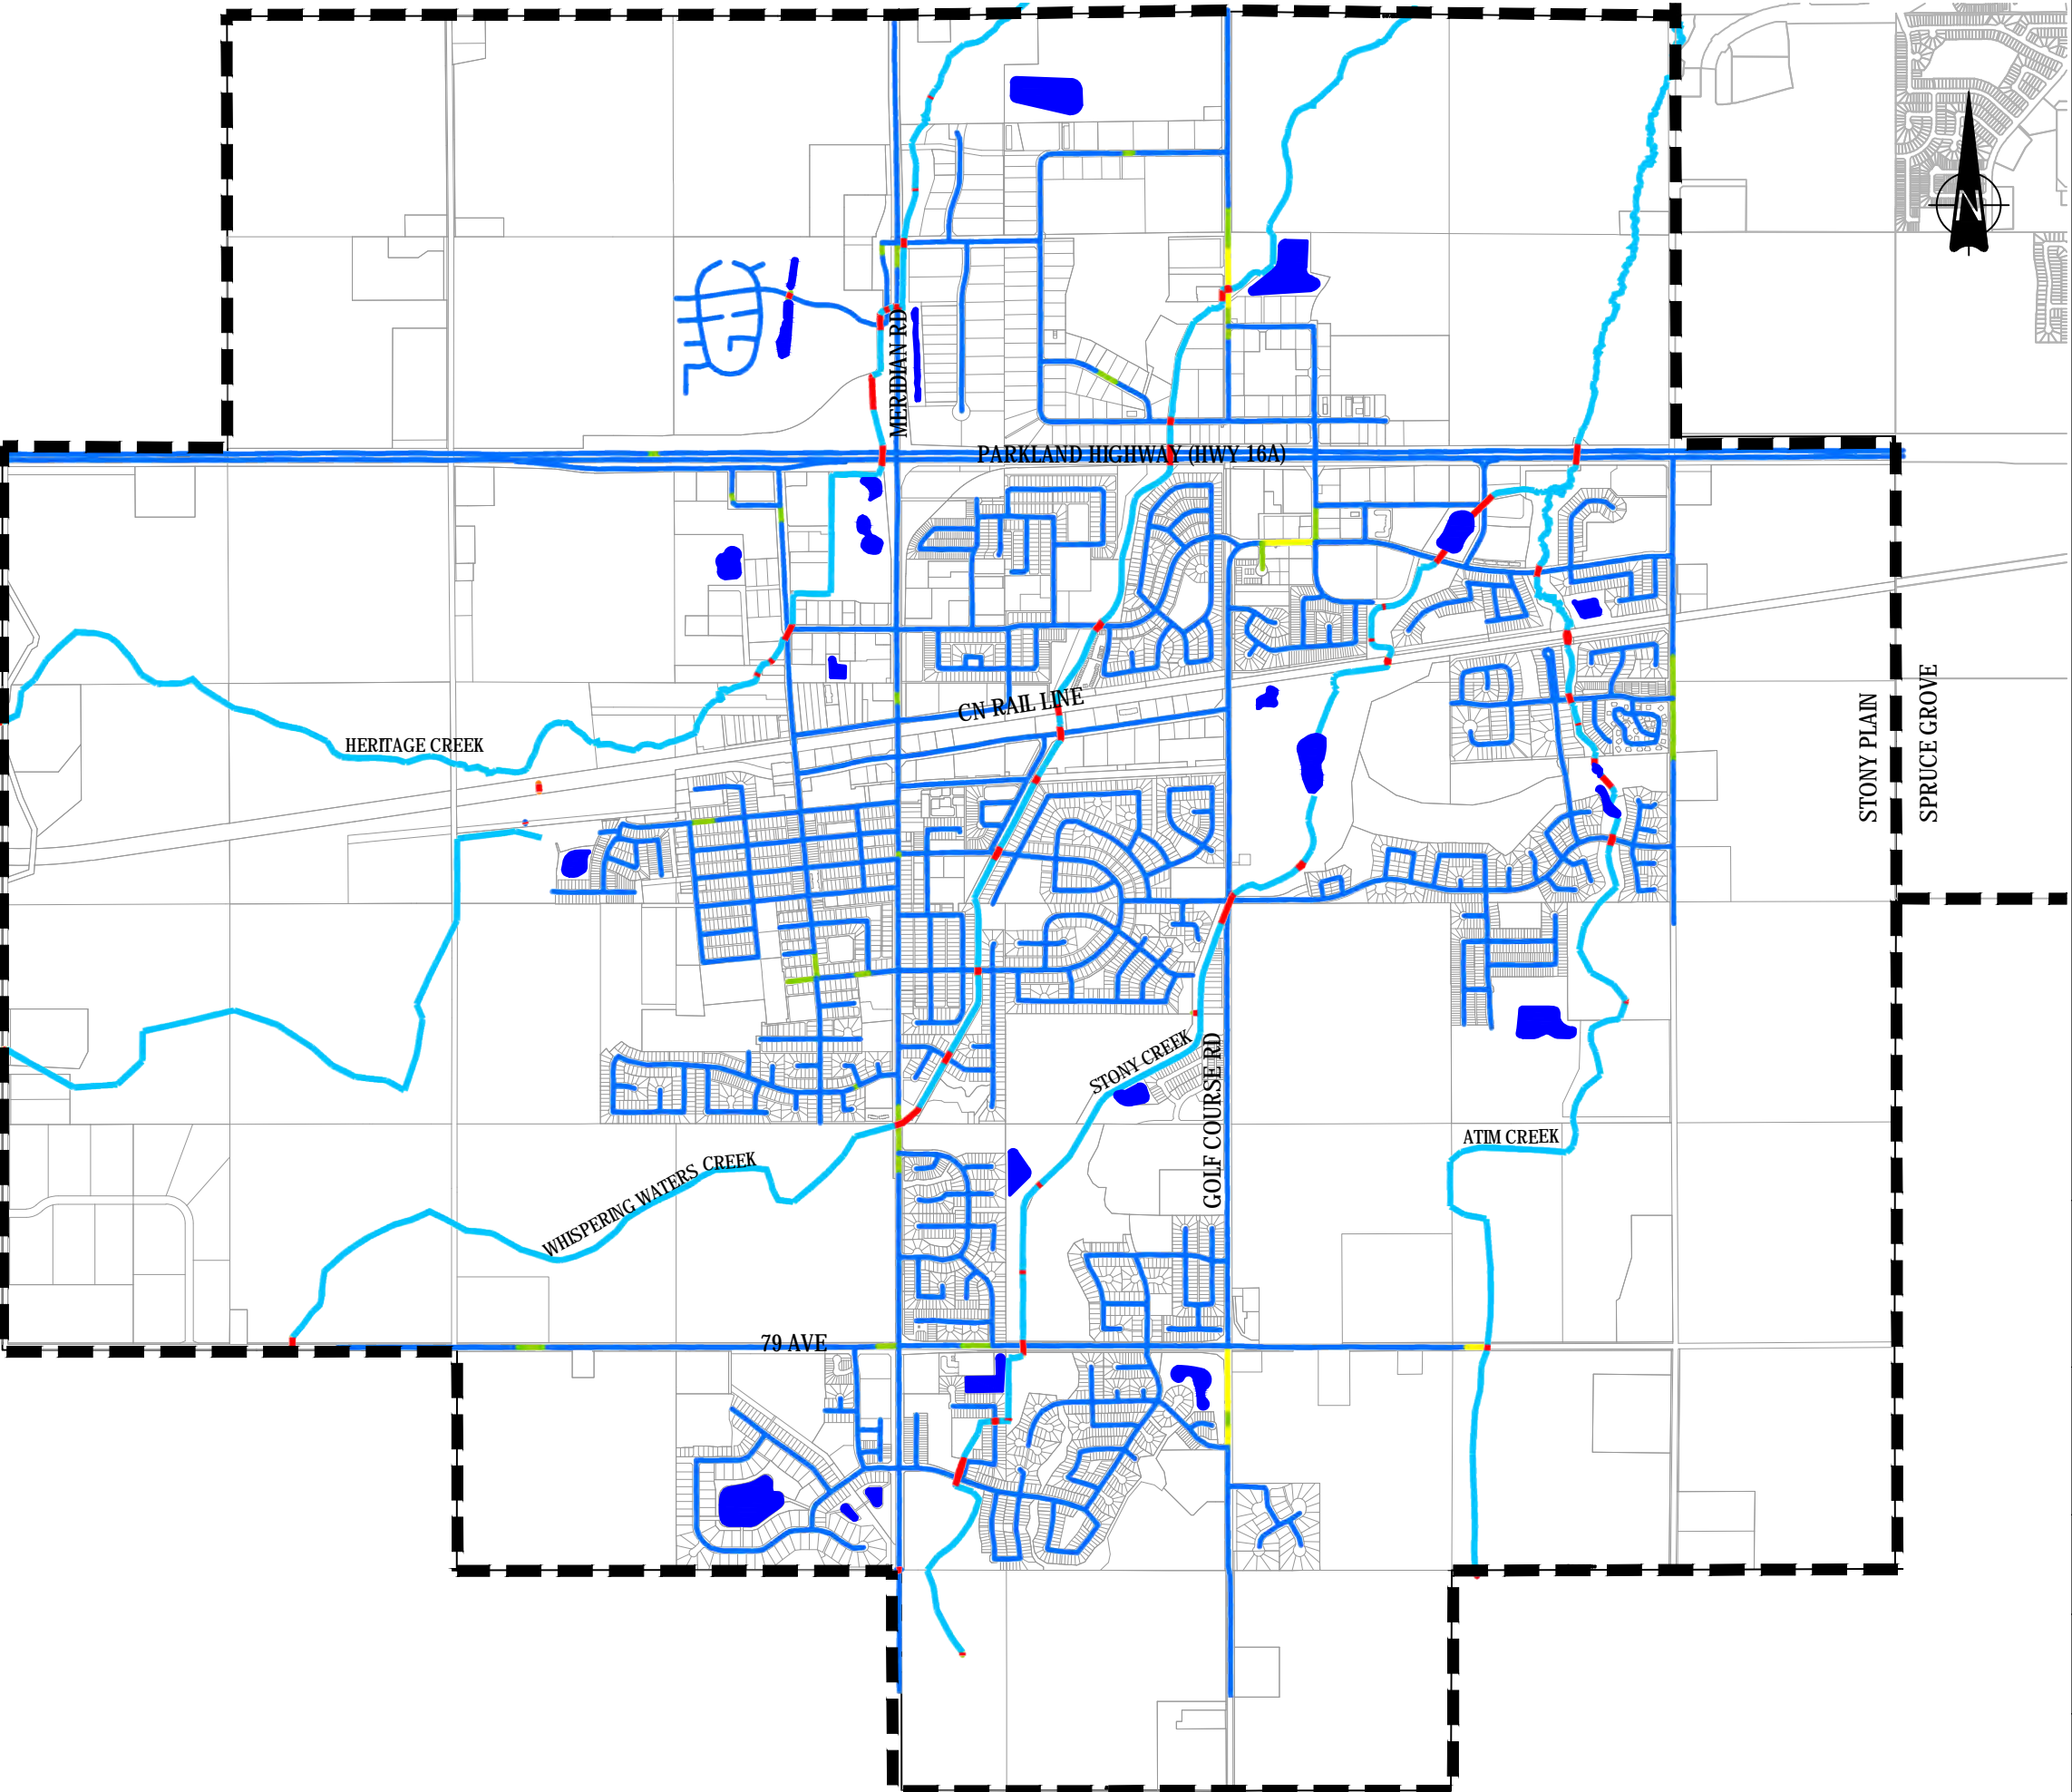 N
MERIDIAN RD
PARKLAND HIGHWAY (HWY 16A)
CN RAIL LINE
HERITAGE CREEK
STONY PLAIN
SPRUCE GROVE
STONY CREEK
GOLF COURSE RD
ATIM CREEK
WHISPERING WATERS CREEK
79 AVE